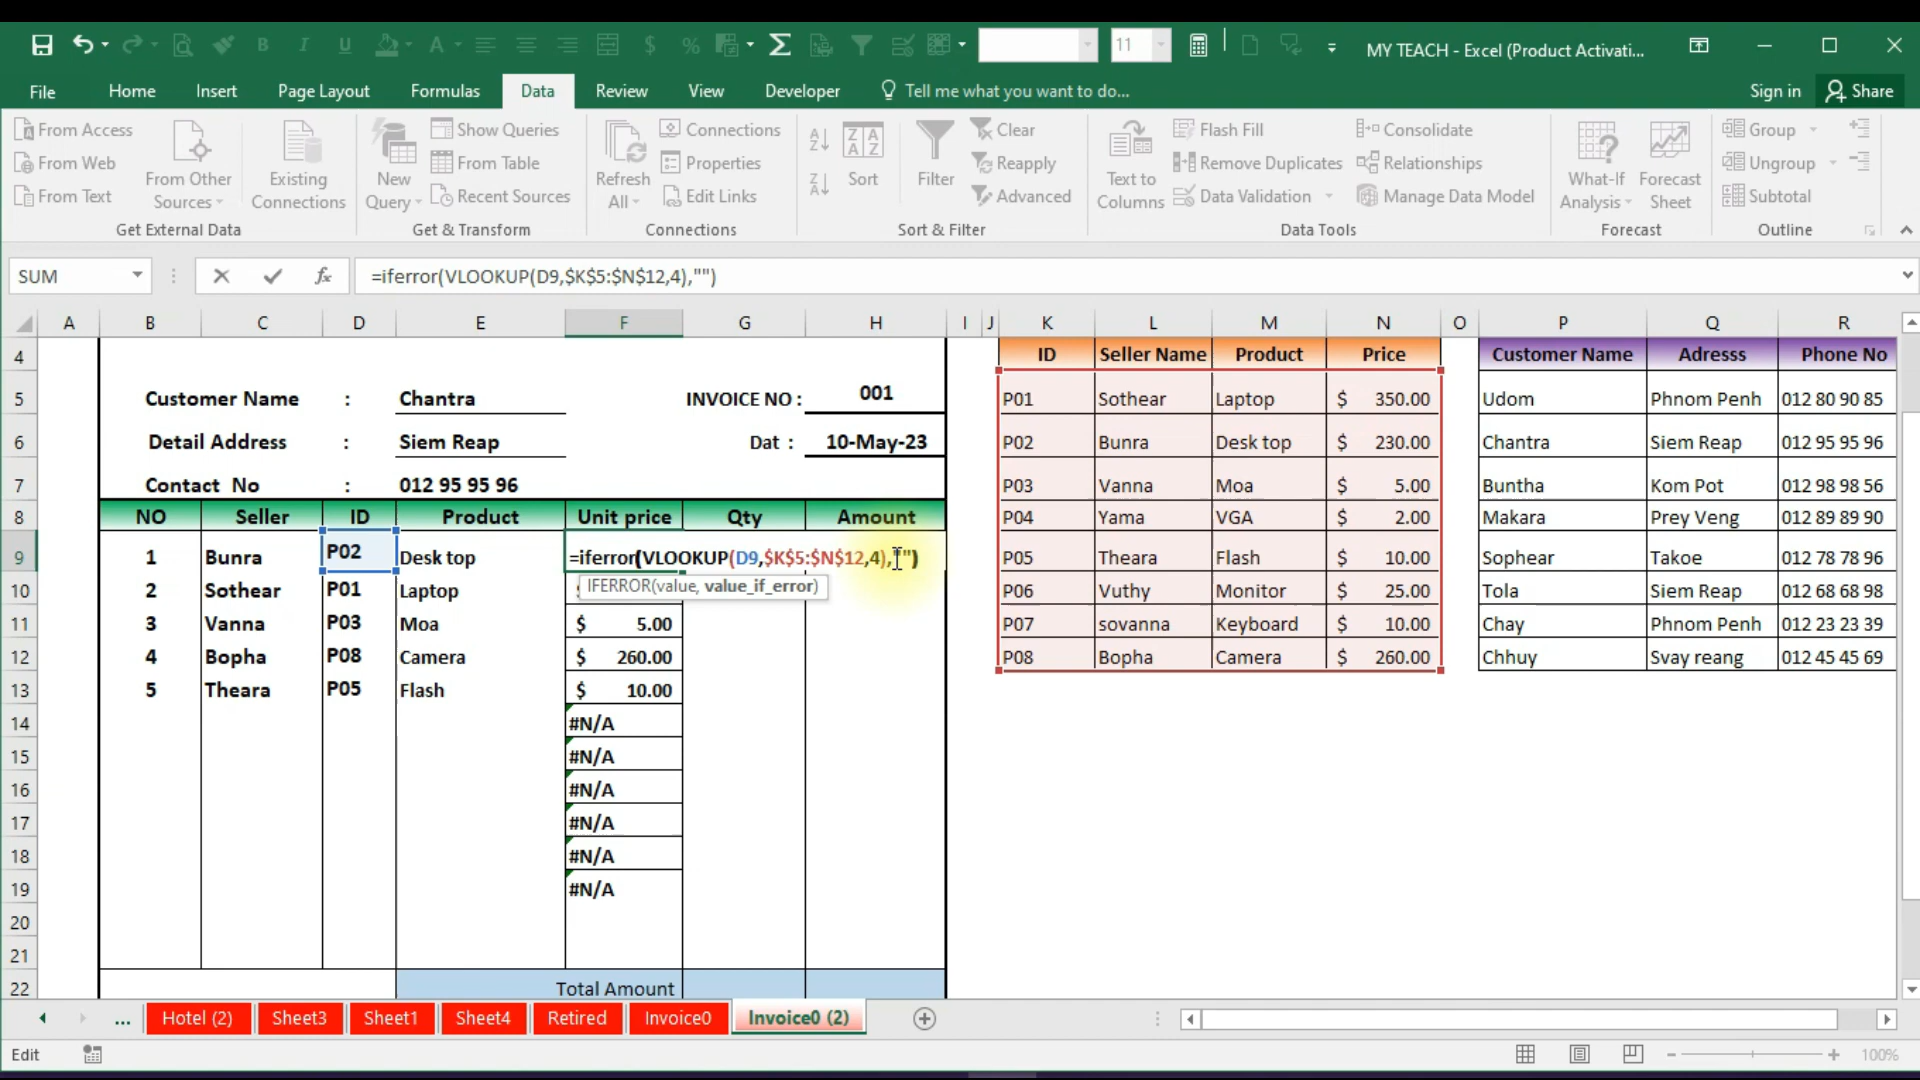 11
MY TEACH - Excel (Product Activati...
File Home Insert Page Layout Formulas Data Review View Developer Tell me what you want to do... Sign in Share
From Access
From Web
From Text
From Other Sources
Existing Connections
Get External Data
New Query
Show Queries
From Table
Recent Sources
Get & Transform
Refresh All
Connections
Properties
Edit Links
Connections
Sort
Filter
Clear
Reapply
Advanced
Sort & Filter
Text to Columns
Flash Fill
Remove Duplicates
Data Validation
Consolidate
Relationships
Manage Data Model
Data Tools
What-If Analysis
Forecast Sheet
Forecast
Group
Ungroup
Subtotal
Outline
SUM fx =iferror(VLOOKUP(D9,$K$5:$N$12,4),"")
A B C D E F G H I J K L M N O P Q R
4 ID Seller Name Product Price Customer Name Adresss Phone No
5 Customer Name : Chantra INVOICE NO : 001 P01 Sothear Laptop $ 350.00 Udom Phnom Penh 012 80 90 85
6 Detail Address : Siem Reap Dat : 10-May-23 P02 Bunra Desk top $ 230.00 Chantra Siem Reap 012 95 95 96
7 Contact No : 012 95 95 96 P03 Vanna Moa $ 5.00 Buntha Kom Pot 012 98 98 56
8 NO Seller ID Product Unit price Qty Amount P04 Yama VGA $ 2.00 Makara Prey Veng 012 89 89 90
9 1 Bunra P02 Desk top =iferror(VLOOKUP(D9,$K$5:$N$12,4),"") P05 Theara Flash $ 10.00 Sophear Takoe 012 78 78 96
IFERROR(value, value_if_error)
10 2 Sothear P01 Laptop P06 Vuthy Monitor $ 25.00 Tola Siem Reap 012 68 68 98
11 3 Vanna P03 Moa $ 5.00 P07 sovanna Keyboard $ 10.00 Chay Phnom Penh 012 23 23 39
12 4 Bopha P08 Camera $ 260.00 P08 Bopha Camera $ 260.00 Chhuy Svay reang 012 45 45 69
13 5 Theara P05 Flash $ 10.00
14 #N/A
15 #N/A
16 #N/A
17 #N/A
18 #N/A
19 #N/A
20
21
22 Total Amount
... Hotel (2) Sheet3 Sheet1 Sheet4 Retired Invoice0 Invoice0 (2)
Edit 100%